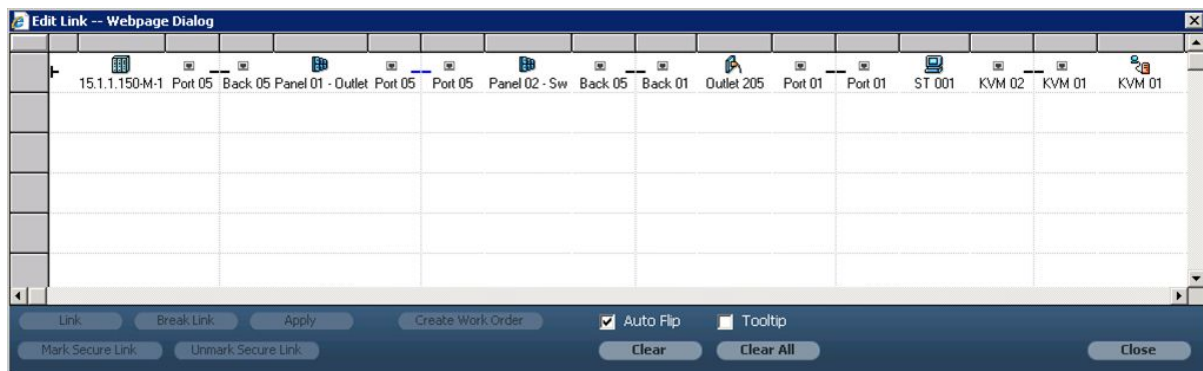 Edit Link -- Webpage Dialog
15.1.1.150-M-1 Port 05 Back 05 Panel 01 - Outlet Port 05 Port 05 Panel 02 - Sw Back 05 Back 01 Outlet 205 Port 01 Port 01 ST 001 KVM 02 KVM 01 KVM 01
Link Break Link Apply Create Work Order Auto Flip Tooltip
Mark Secure Link Unmark Secure Link Clear Clear All Close